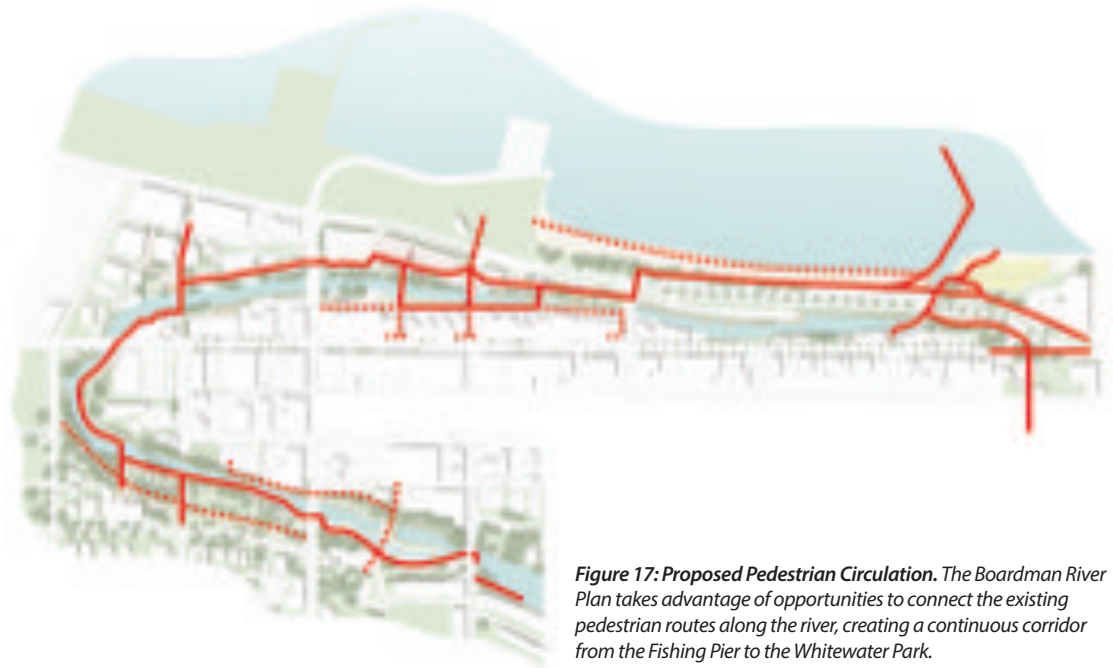 Figure 17: Proposed Pedestrian Circulation. The Boardman River
Plan takes advantage of opportunities to connect the existing
pedestrian routes along the river, creating a continuous corridor
from the Fishing Pier to the Whitewater Park.